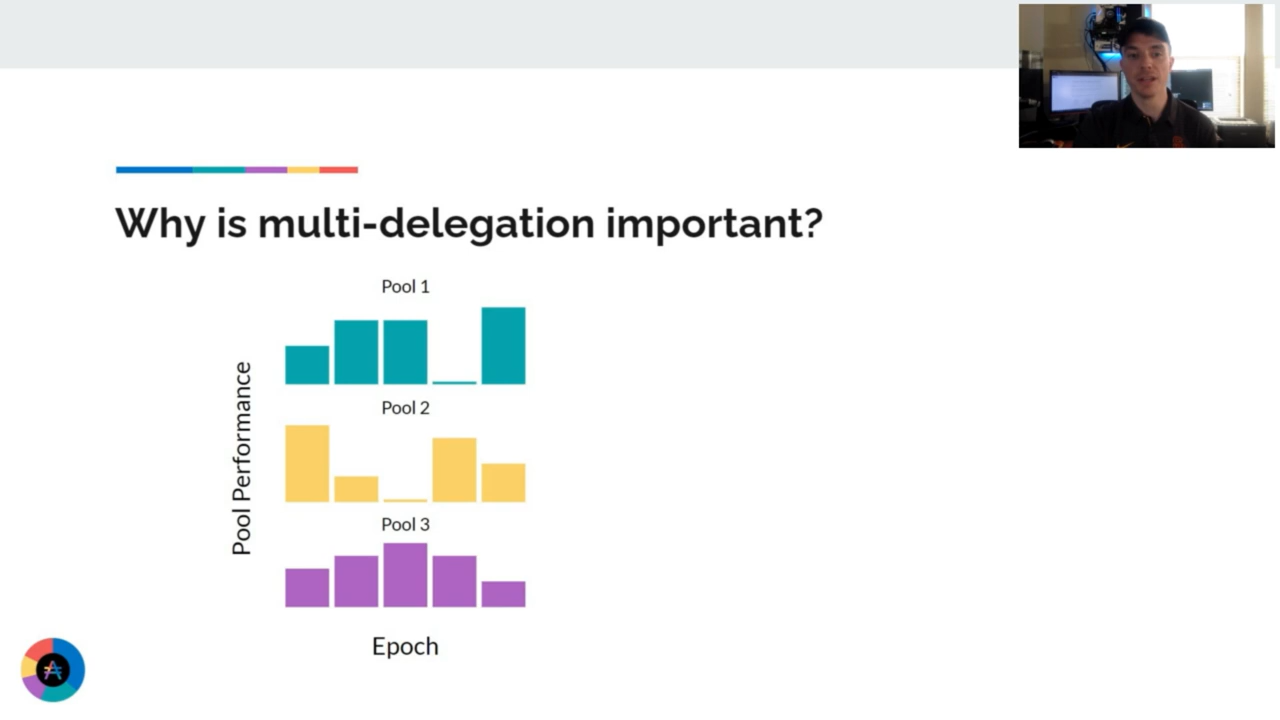 Why is multi-delegation important?
Pool 1
Pool 2
Pool 3
Pool Performance
Epoch